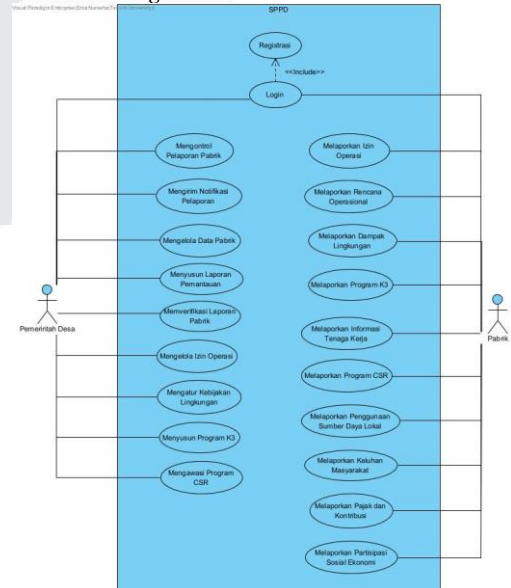 SPPD
Registrasi
<<Include>>
Login
Mengontrol
Pelaporan Pabrik
Melaporkan Izin
Operasi
Mengirim Notifikasi
Pelaporan
Melaporkan Rencana
Operasional
Mengelola Data Pabrik
Melaporkan Dampak
Lingkungan
Menyusun Laporan
Pemantauan
Melaporkan Program K3
Memverifikasi Laporan
Pabrik
Pemerintah Desa
Melaporkan Informasi
Tenaga Kerja
Pabrik
Mengelola Izin Operasi
Melaporkan Program CSR
Mengatur Kebijakan
Lingkungan
Melaporkan Penggunaan
Sumber Daya Lokal
Menyusun Program K3
Melaporkan Keluhan
Masyarakat
Mengawasi Program
CSR
Melaporkan Pajak dan
Kontribusi
Melaporkan Partisipasi
Sosial Ekonomi